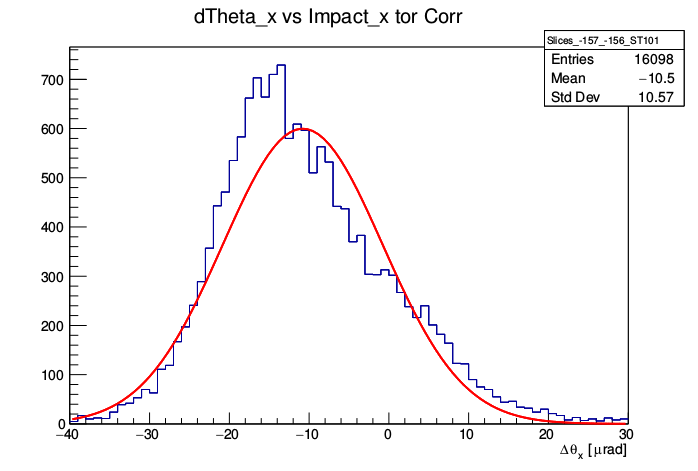 dTheta_x vs Impact_x tor Corr
Slices_-157_-156_ST101
Entries 16098
Mean −10.5
Std Dev 10.57
700
600
500
400
300
200
100
0
−40 −30 −20 −10 0 10 20 30
Δθx [μrad]